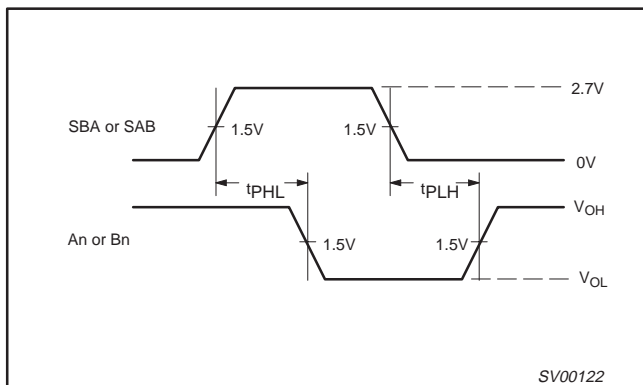 2.7V
SBA or SAB
1.5V
1.5V
0V
tPHL
tPLH
VOH
An or Bn
1.5V
1.5V
VOL
SV00122